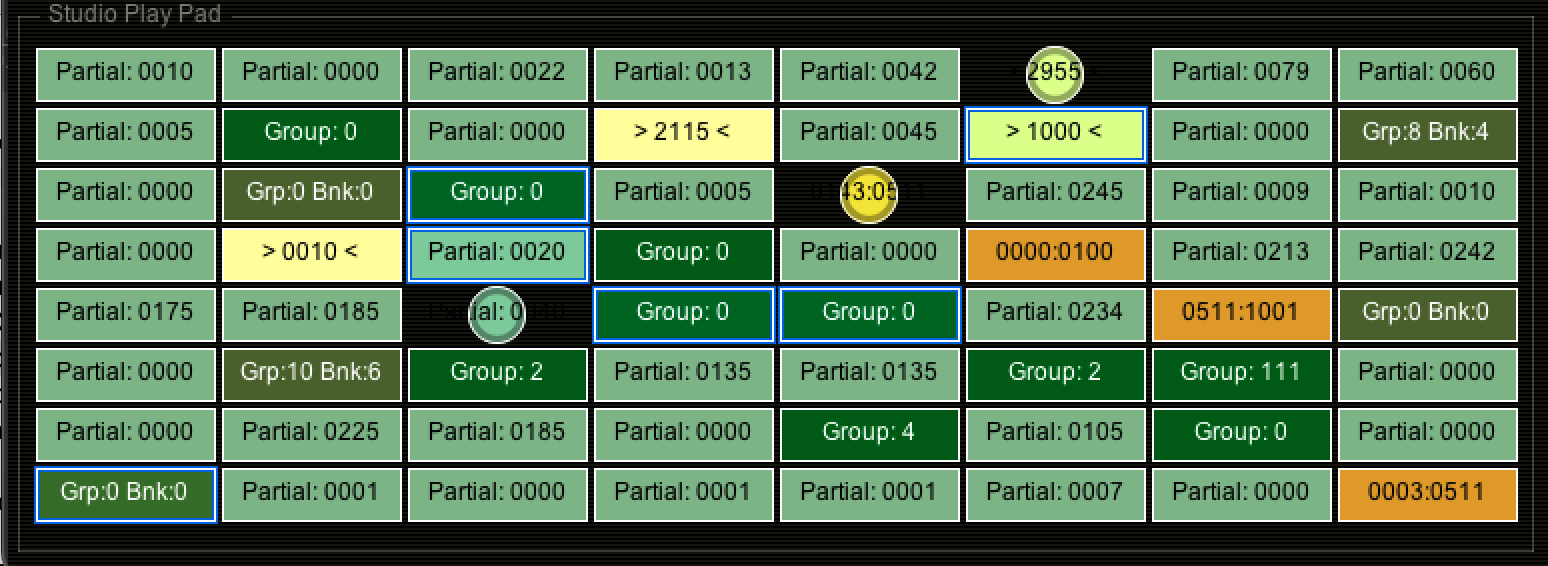 Studio Play Pad
Partial: 0010 Partial: 0000 Partial: 0022 Partial: 0013 Partial: 0042 2955 Partial: 0079 Partial: 0060
Partial: 0005 Group: 0 Partial: 0000 > 2115 < Partial: 0045 > 1000 < Partial: 0000 Grp:8 Bnk:4
Partial: 0000 Grp:0 Bnk:0 Group: 0 Partial: 0005 43:05 Partial: 0245 Partial: 0009 Partial: 0010
Partial: 0000 > 0010 < Partial: 0020 Group: 0 Partial: 0000 0000:0100 Partial: 0213 Partial: 0242
Partial: 0175 Partial: 0185 Partial: Group: 0 Group: 0 Partial: 0234 0511:1001 Grp:0 Bnk:0
Partial: 0000 Grp:10 Bnk:6 Group: 2 Partial: 0135 Partial: 0135 Group: 2 Group: 111 Partial: 0000
Partial: 0000 Partial: 0225 Partial: 0185 Partial: 0000 Group: 4 Partial: 0105 Group: 0 Partial: 0000
Grp:0 Bnk:0 Partial: 0001 Partial: 0000 Partial: 0001 Partial: 0001 Partial: 0007 Partial: 0000 0003:0511